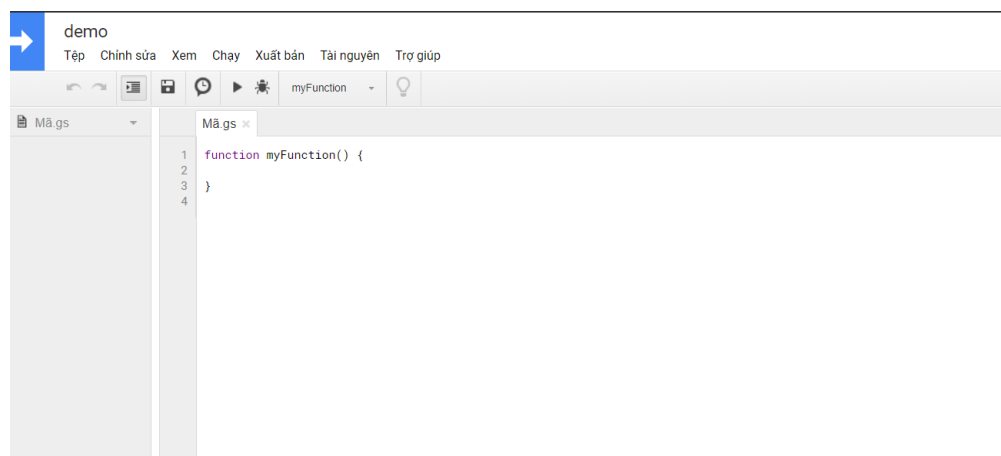 demo
Tệp Chỉnh sửa Xem Chạy Xuất bản Tài nguyên Trợ giúp
myFunction
Mã.gs
Mã.gs
1 function myFunction() {
2
3 }
4